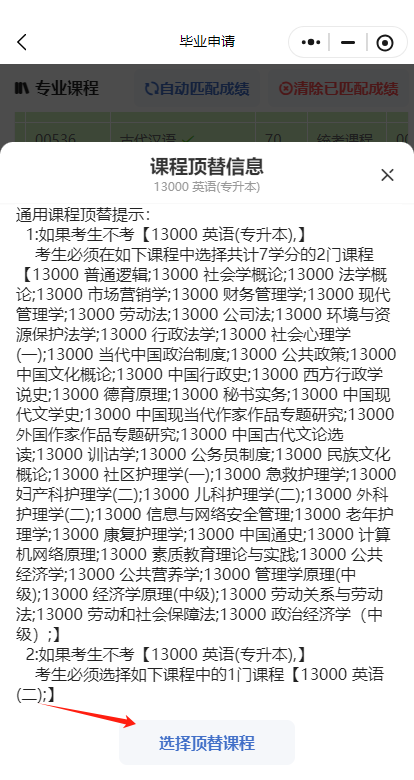 毕业申请
专业课程
自动匹配成绩
清除已匹配成绩
00536
古代汉语
70
统考课程
课程顶替信息
13000 英语(专升本)
通用课程顶替提示:
1:如果考生不考【13000 英语(专升本),】
考生必须在如下课程中选择共计7学分的2门课程
【13000 普通逻辑;13000 社会学概论;13000 法学概
论;13000 市场营销学;13000 财务管理学;13000 现代
管理学;13000 劳动法;13000 公司法;13000 环境与资
源保护法学;13000 行政法学;13000 社会心理学
(一);13000 当代中国政治制度;13000 公共政策;13000
中国文化概论;13000 中国行政史;13000 西方行政学
说史;13000 德育原理;13000 秘书实务;13000 中国现
代文学史;13000 中国现当代作家作品专题研究;13000
外国作家作品专题研究;13000 中国古代文论选
读;13000 训诂学;13000 公务员制度;13000 民族文化
概论;13000 社区护理学(一);13000 急救护理学;13000
妇产科护理学(二);13000 儿科护理学(二);13000 外科
护理学(二);13000 信息与网络安全管理;13000 老年护
理学;13000 康复护理学;13000 中国通史;13000 计算
机网络原理;13000 素质教育理论与实践;13000 公共
经济学;13000 公共营养学;13000 管理学原理(中
级);13000 经济学原理(中级);13000 劳动关系与劳动
法;13000 劳动和社会保障法;13000 政治经济学（中
级）;】
2:如果考生不考【13000 英语(专升本),】
考生必须选择如下课程中的1门课程【13000 英语
(二);】
选择顶替课程